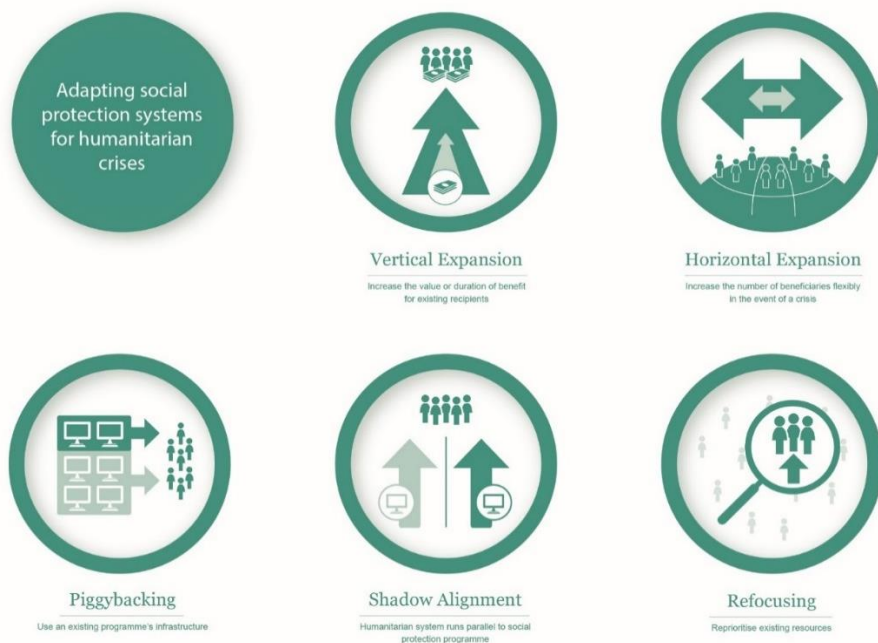 Adapting social
protection systems
for humanitarian
crises
Vertical Expansion
Increase the value or duration of benefit
for existing recipients
Horizontal Expansion
Increase the number of beneficiaries flexibly
in the event of a crisis
Piggybacking
Use an existing programme's infrastructure
Shadow Alignment
Humanitarian system runs parallel to social
protection programme
Refocusing
Reprioritise existing resources